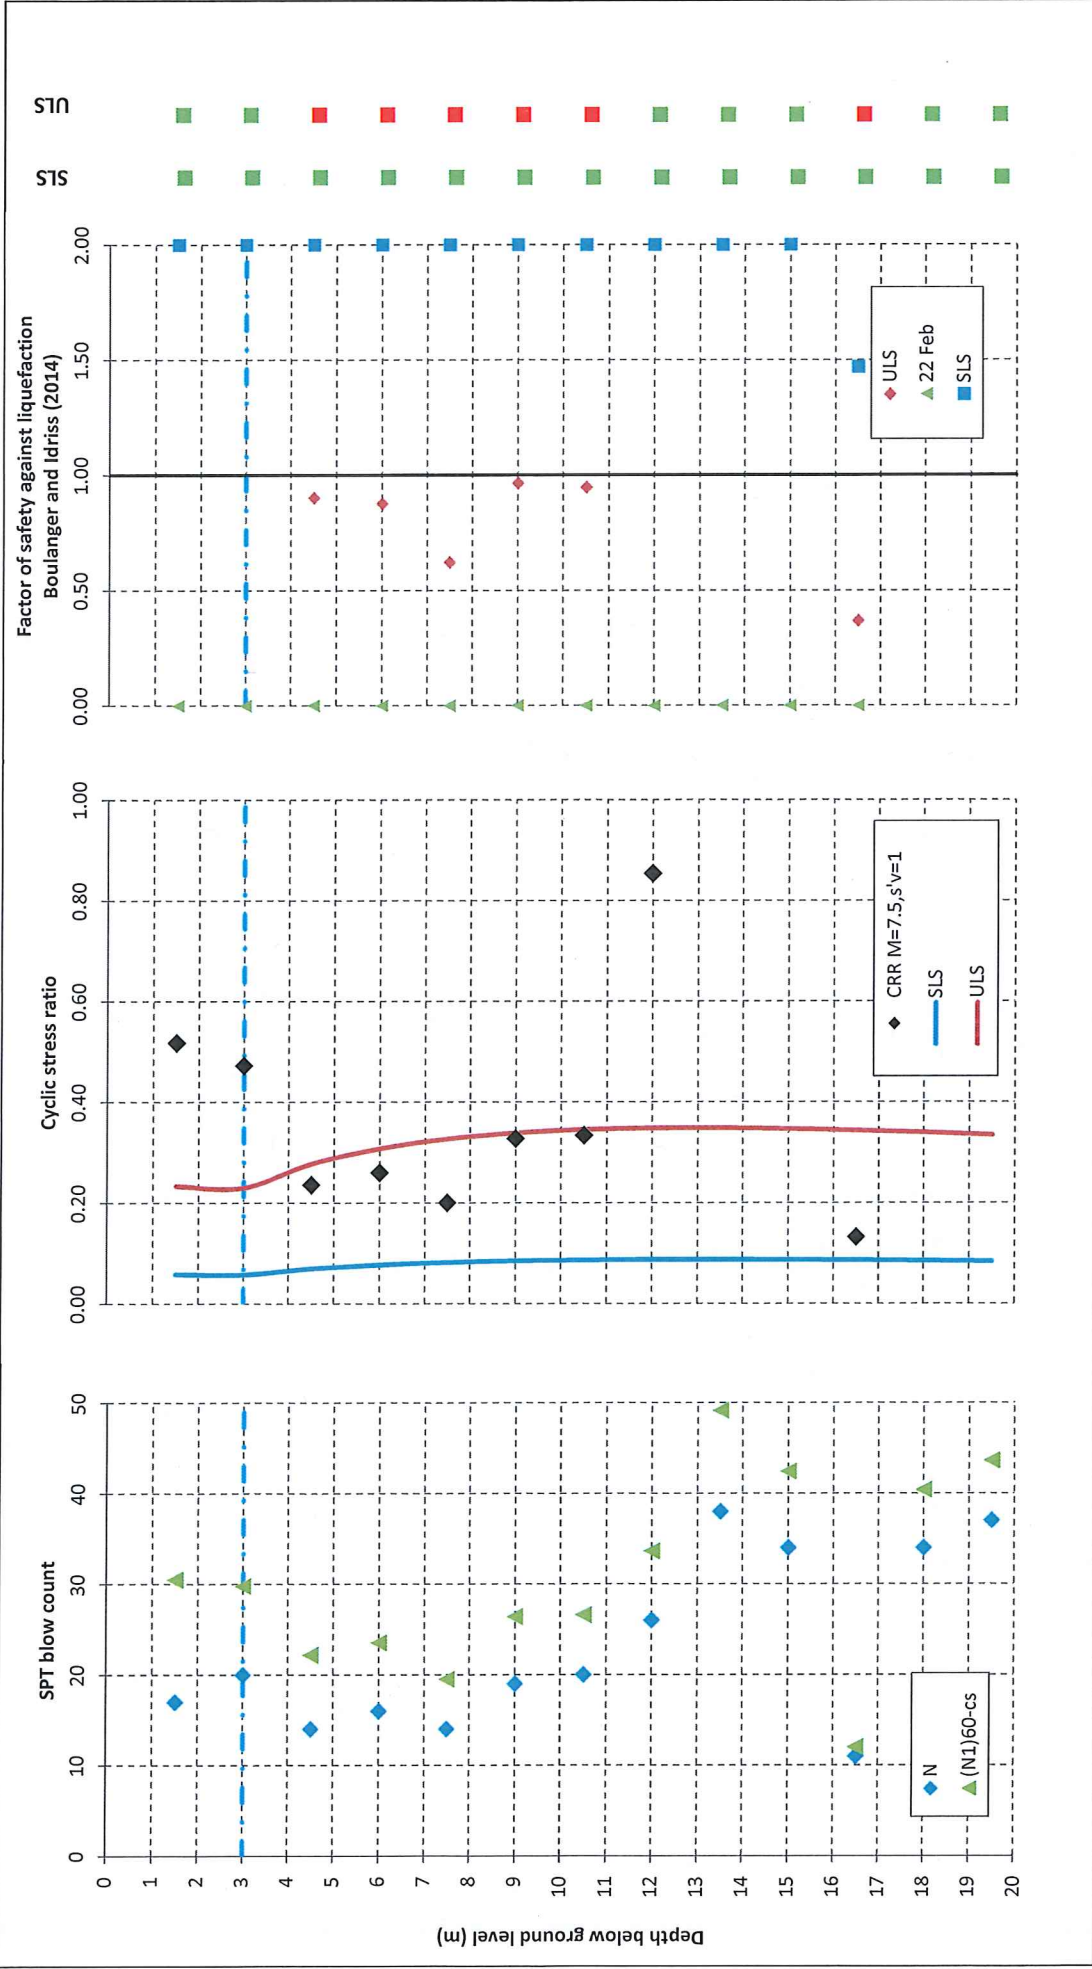 SPT blow count
0
10
20
30
40
50
Depth below ground level (m)
0
1
2
3
4
5
6
7
8
9
10
11
12
13
14
15
16
17
18
19
20
N
(N1)60-cs
Cyclic stress ratio
0.00
0.20
0.40
0.60
0.80
1.00
CRR M=7.5,s'v=1
SLS
ULS
Factor of safety against liquefaction
Boulanger and Idriss (2014)
0.00
0.50
1.00
1.50
2.00
ULS
22 Feb
SLS
SLS
ULS